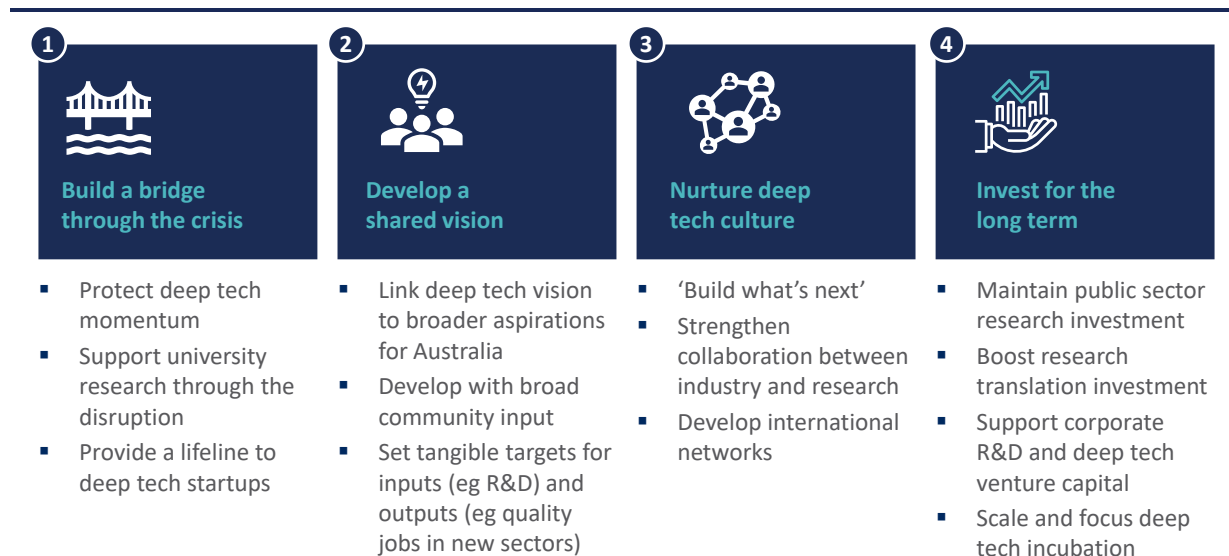 1
Build a bridge
through the crisis
▪ Protect deep tech
momentum
▪ Support university
research through the
disruption
▪ Provide a lifeline to
deep tech startups
2
Develop a
shared vision
▪ Link deep tech vision
to broader aspirations
for Australia
▪ Develop with broad
community input
▪ Set tangible targets for
inputs (eg R&D) and
outputs (eg quality
jobs in new sectors)
3
Nurture deep
tech culture
▪ ‘Build what’s next’
▪ Strengthen
collaboration between
industry and research
▪ Develop international
networks
4
Invest for the
long term
▪ Maintain public sector
research investment
▪ Boost research
translation investment
▪ Support corporate
R&D and deep tech
venture capital
▪ Scale and focus deep
tech incubation